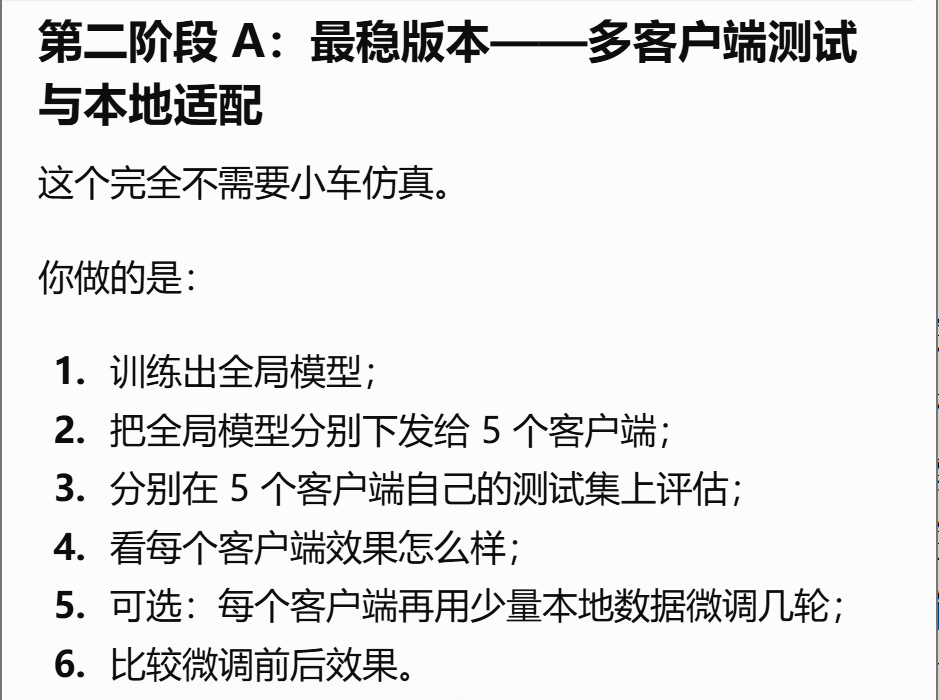 第二阶段 A：最稳版本——多客户端测试
与本地适配
这个完全不需要小车仿真。
你做的是：
1. 训练出全局模型；
2. 把全局模型分别下发给 5 个客户端；
3. 分别在 5 个客户端自己的测试集上评估；
4. 看每个客户端效果怎么样；
5. 可选：每个客户端再用少量本地数据微调几轮；
6. 比较微调前后效果。